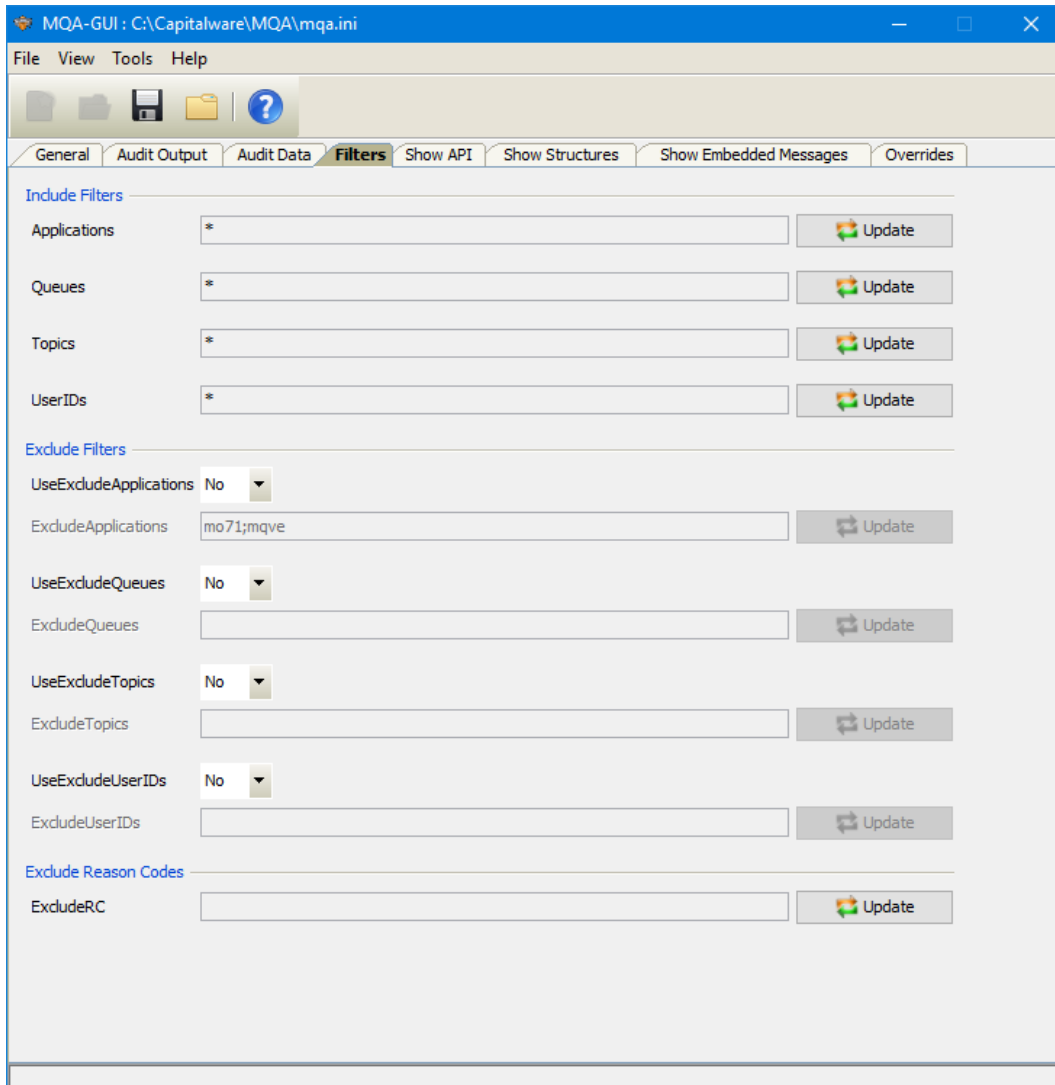 MQA-GUI : C:\Capitalware\MQA\mqa.ini
File View Tools Help
General Audit Output Audit Data Filters Show API Show Structures Show Embedded Messages Overrides
Include Filters
Applications * Update
Queues * Update
Topics * Update
UserIDs * Update
Exclude Filters
UseExcludeApplications No
ExcludeApplications mo71;mqve Update
UseExcludeQueues No
ExcludeQueues Update
UseExcludeTopics No
ExcludeTopics Update
UseExcludeUserIDs No
ExcludeUserIDs Update
Exclude Reason Codes
ExcludeRC Update